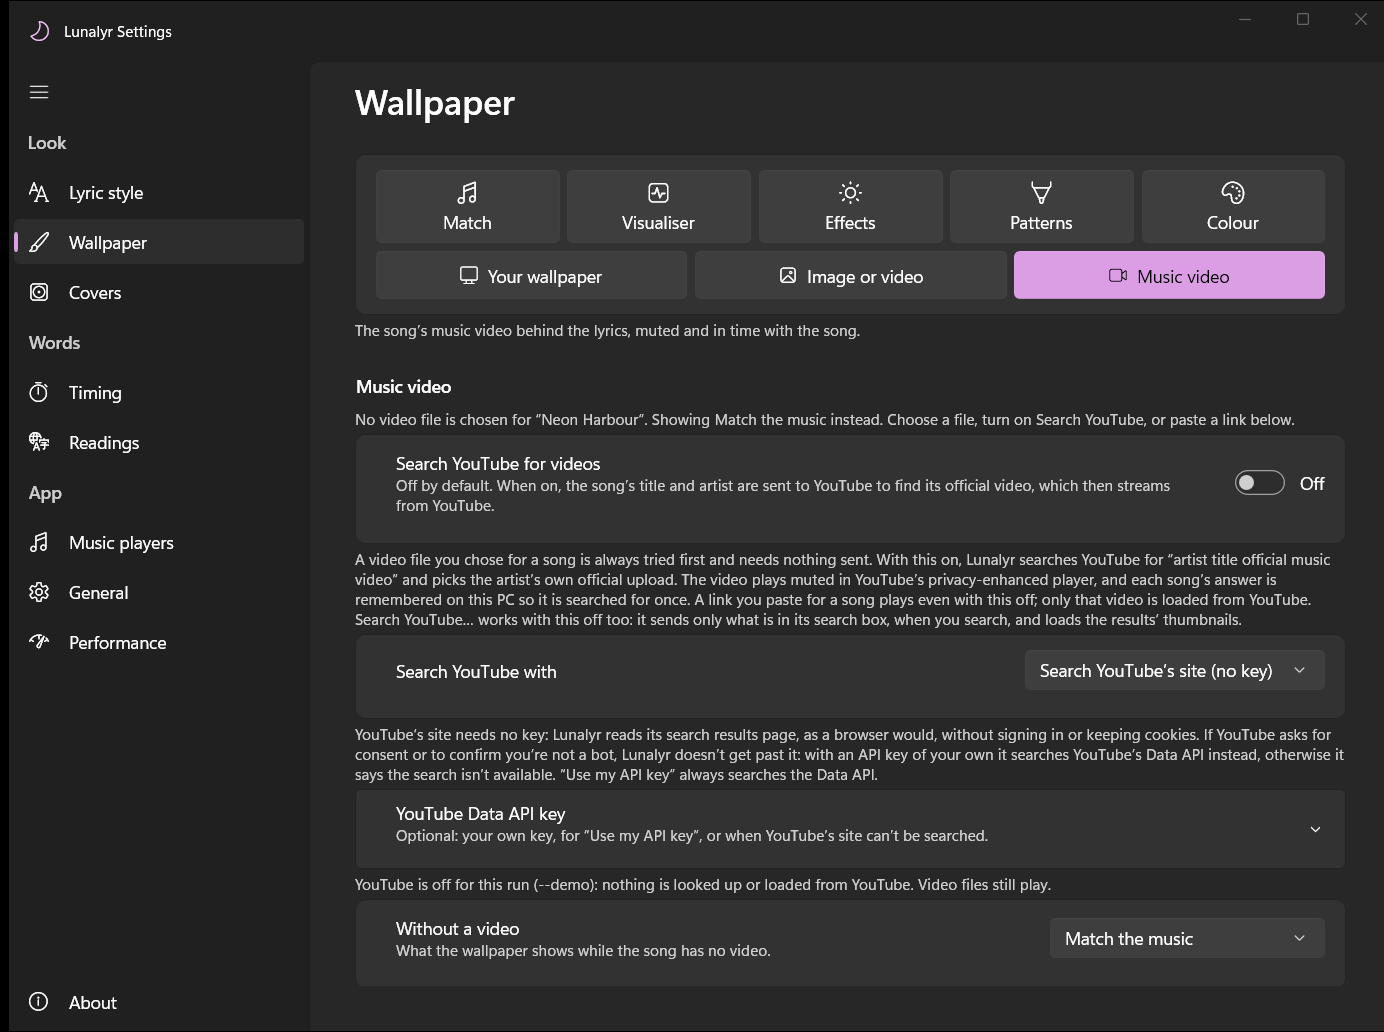 Lunalyr Settings
Look
Lyric style
Wallpaper
Covers
Words
Timing
Readings
App
Music players
General
Performance
About
Wallpaper
Match
Visualiser
Effects
Patterns
Colour
Your wallpaper
Image or video
Music video
The song's music video behind the lyrics, muted and in time with the song.
Music video
No video file is chosen for “Neon Harbour”. Showing Match the music instead. Choose a file, turn on Search YouTube, or paste a link below.
Search YouTube for videos
Off by default. When on, the song's title and artist are sent to YouTube to find its official video, which then streams
from YouTube.
Off
A video file you chose for a song is always tried first and needs nothing sent. With this on, Lunalyr searches YouTube for “artist title official music
video” and picks the artist's own official upload. The video plays muted in YouTube's privacy-enhanced player, and each song's answer is
remembered on this PC so it is searched for once. A link you paste for a song plays even with this off; only that video is loaded from YouTube.
Search YouTube... works with this off too: it sends only what is in its search box, when you search, and loads the results' thumbnails.
Search YouTube with
Search YouTube's site (no key)
YouTube's site needs no key: Lunalyr reads its search results page, as a browser would, without signing in or keeping cookies. If YouTube asks for
consent or to confirm you're not a bot, Lunalyr doesn't get past it: with an API key of your own it searches YouTube's Data API instead, otherwise it
says the search isn't available. “Use my API key” always searches the Data API.
YouTube Data API key
Optional: your own key, for “Use my API key”, or when YouTube's site can't be searched.
YouTube is off for this run (--demo): nothing is looked up or loaded from YouTube. Video files still play.
Without a video
What the wallpaper shows while the song has no video.
Match the music